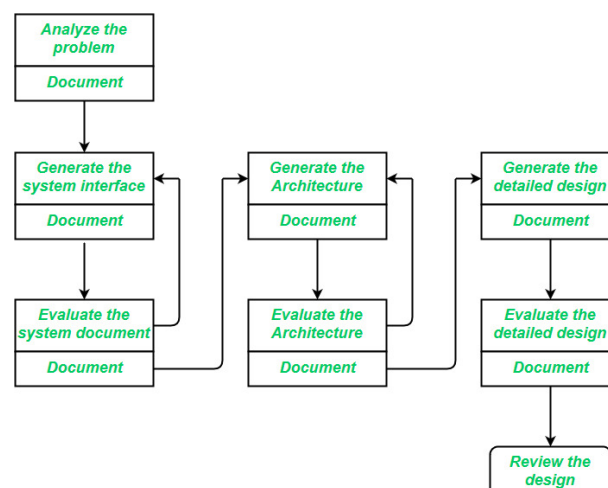 Analyze the
problem
Document
Generate the
system interface
Document
Evaluate the
system document
Document
Generate the
Architecture
Document
Evaluate the
Architecture
Document
Generate the
detailed design
Document
Evaluate the
detailed design
Document
Review the
design